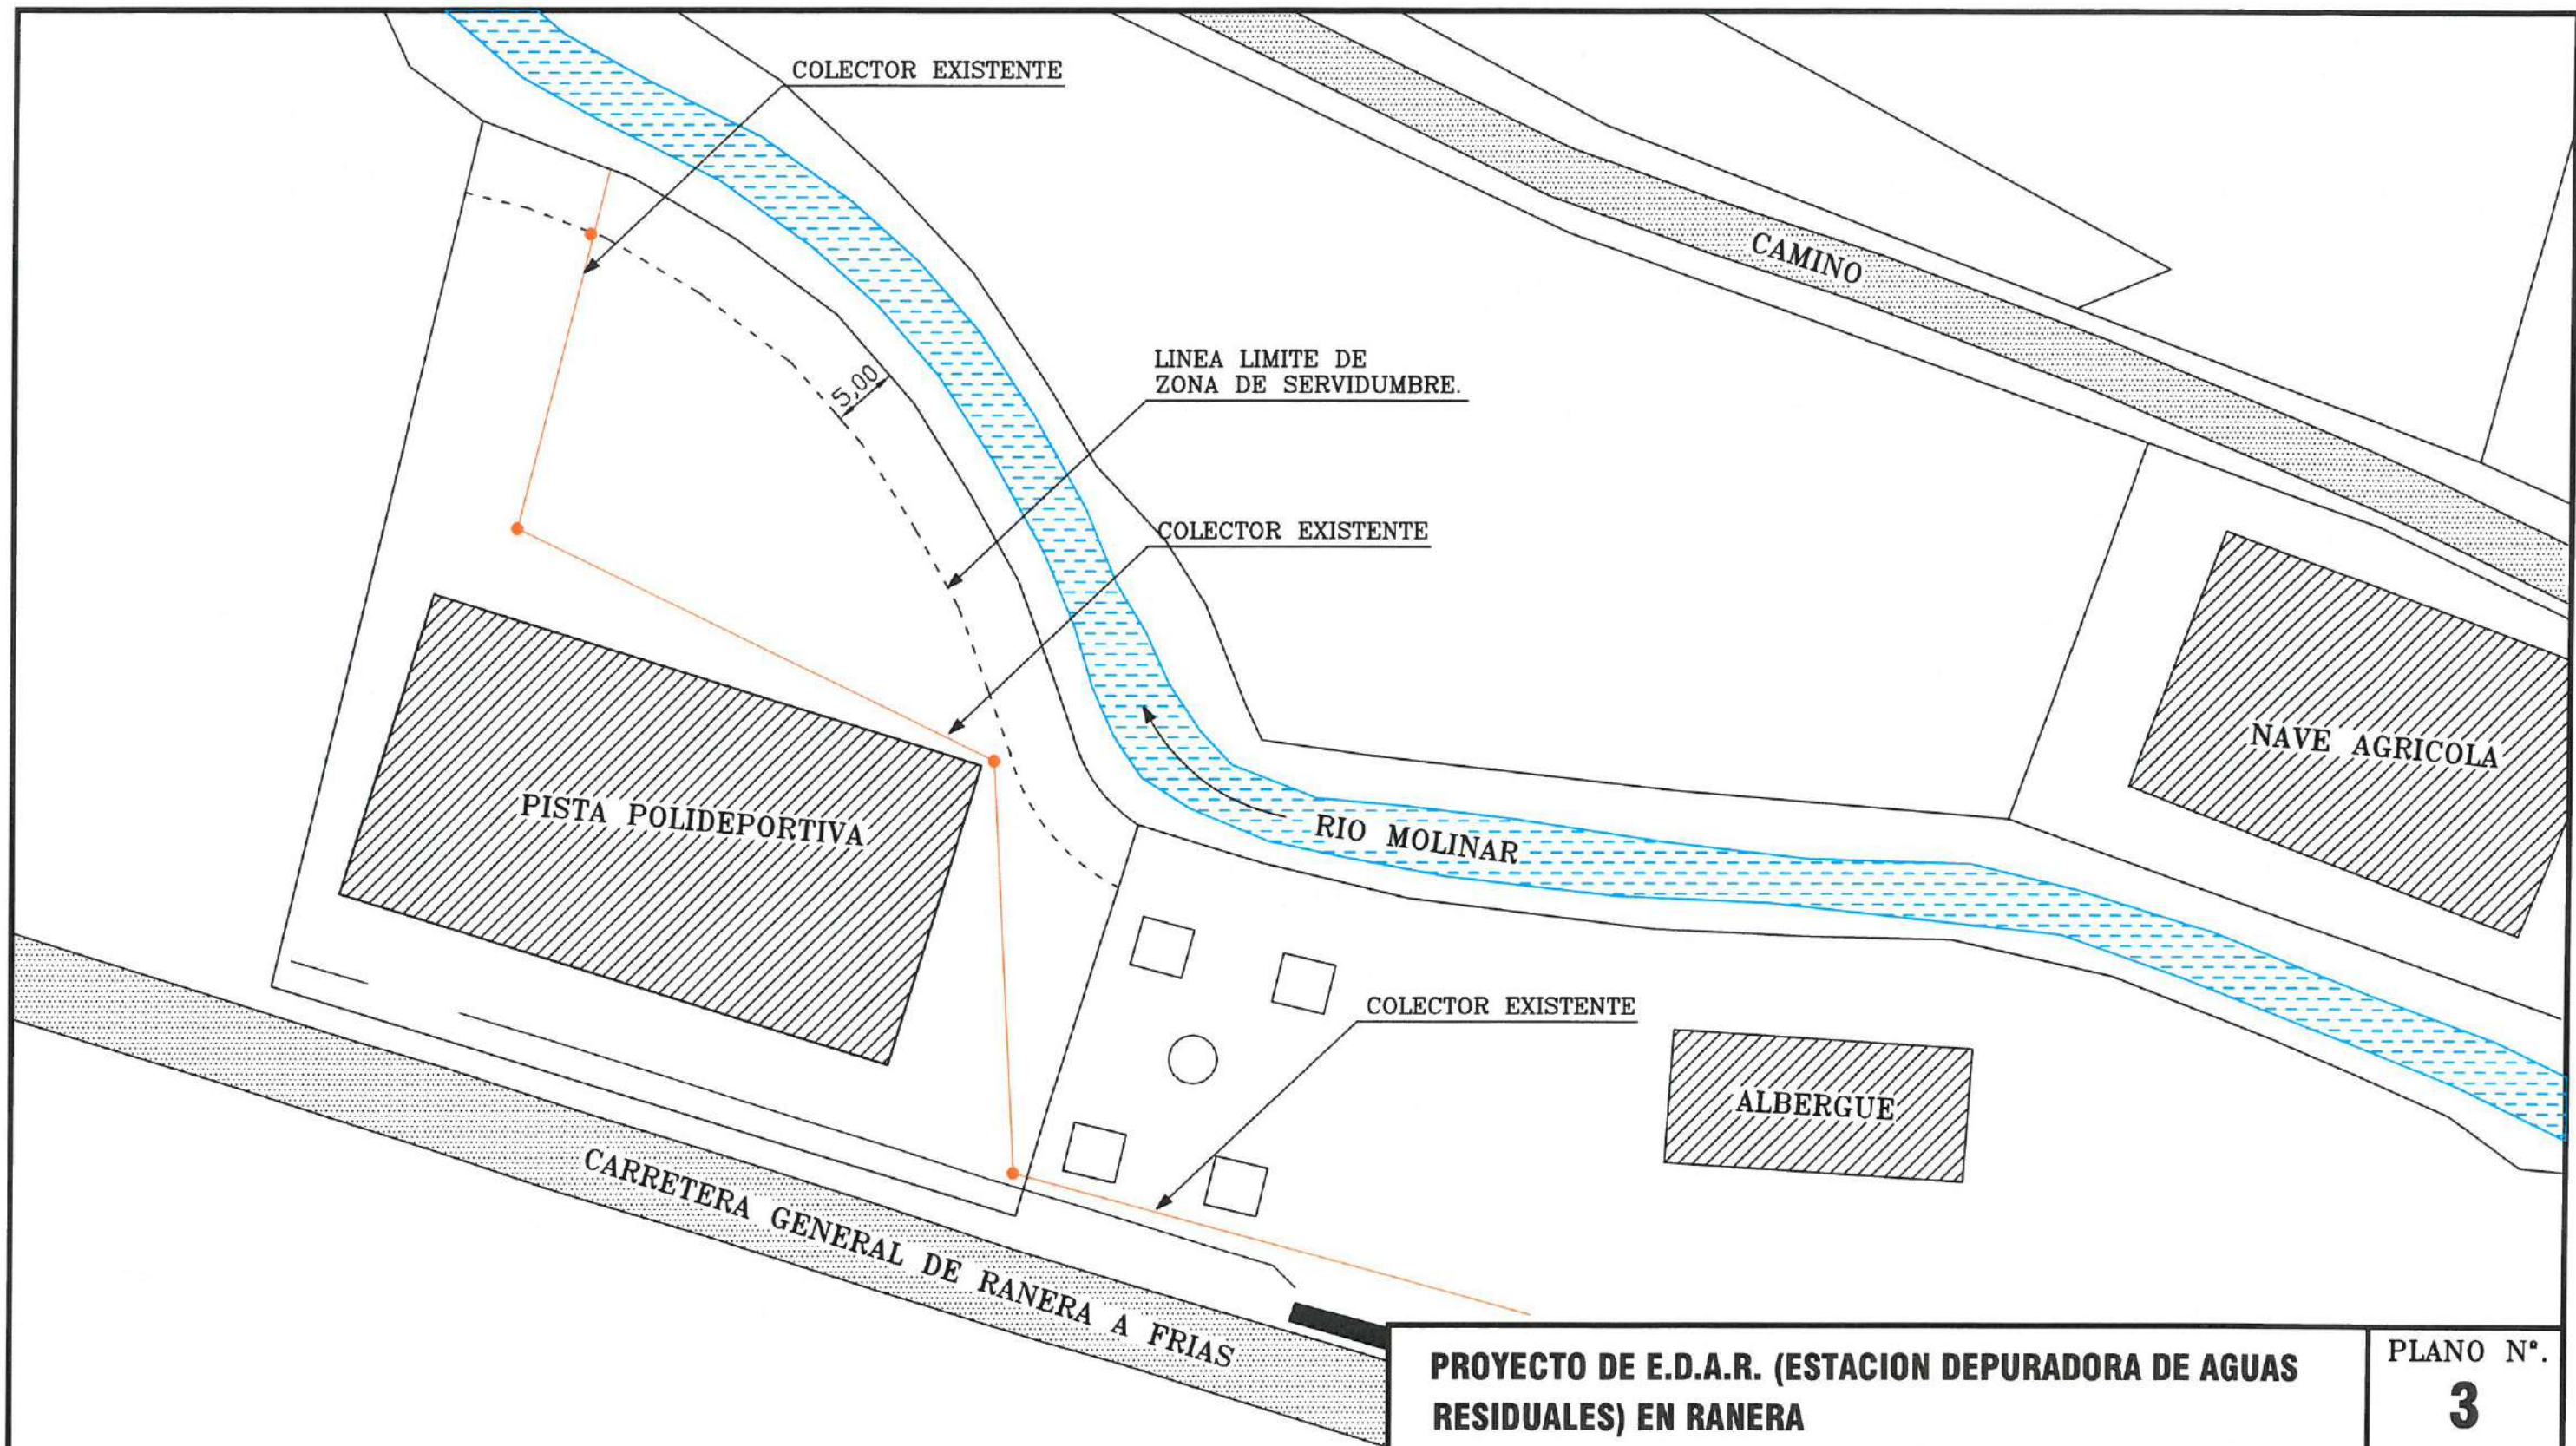 COLECTOR EXISTENTE
CAMINO
LINEA LIMITE DE
ZONA DE SERVIDUMBRE.
5,00
COLECTOR EXISTENTE
NAVE AGRICOLA
PISTA POLIDEPORTIVA
RIO MOLINAR
COLECTOR EXISTENTE
ALBERGUE
CARRETERA GENERAL DE RANERA A FRIAS
PROYECTO DE E.D.A.R. (ESTACION DEPURADORA DE AGUAS
RESIDUALES) EN RANERA
PLANO Nº.
3